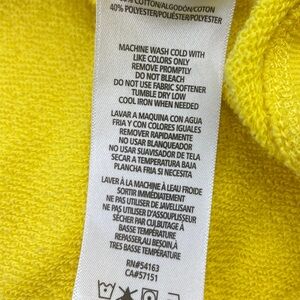 COTTON/ALGODÓN/COTON
40% POLYESTER/POLIÉSTER/POLYESTER
MACHINE WASH COLD WITH
LIKE COLORS ONLY
REMOVE PROMPTLY
DO NOT BLEACH
DO NOT USE FABRIC SOFTENER
TUMBLE DRY LOW
COOL IRON WHEN NEEDED
LAVAR A MAQUINA CON AGUA
FRIA Y CON COLORES IGUALES
REMOVER RAPIDAMENTE
NO USAR BLANQUEADOR
NO USAR SUAVISADOR DE TELA
SECAR A TEMPERATURA BAJA
PLANCHA FRIA SI NECESITA
LAVER À LA MACHINE À L'EAU FROIDE
SORTIR IMMÉDIATEMENT
NE PAS UTILISER DE JAVELLISANT
NE PAS UTILISER D'ASSOUPLISSEUR
SÉCHER PAR CULBUTAGE À
BASSE TEMPÉRATURE
REPASSER, AU BESOIN, À
TRES BASSE TEMPÉRATURE
RN#54163
CA#57151